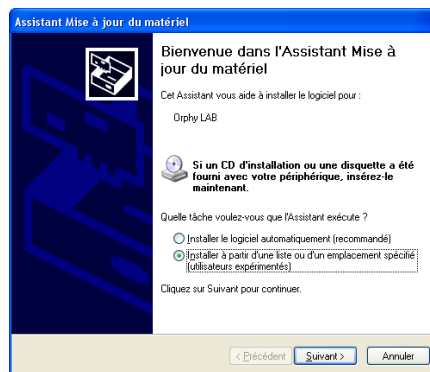 Assistant Mise à jour du matériel
Bienvenue dans l'Assistant Mise à
jour du matériel
Cet Assistant vous aide à installer le logiciel pour :
Orphy LAB
Si un CD d'installation ou une disquette a été
fourni avec votre périphérique, insérez-le
maintenant.
Quelle tâche voulez-vous que l'Assistant exécute ?
Installer le logiciel automatiquement (recommandé)
Installer à partir d'une liste ou d'un emplacement spécifié
(utilisateurs expérimentés)
Cliquez sur Suivant pour continuer.
< Précédent Suivant > Annuler